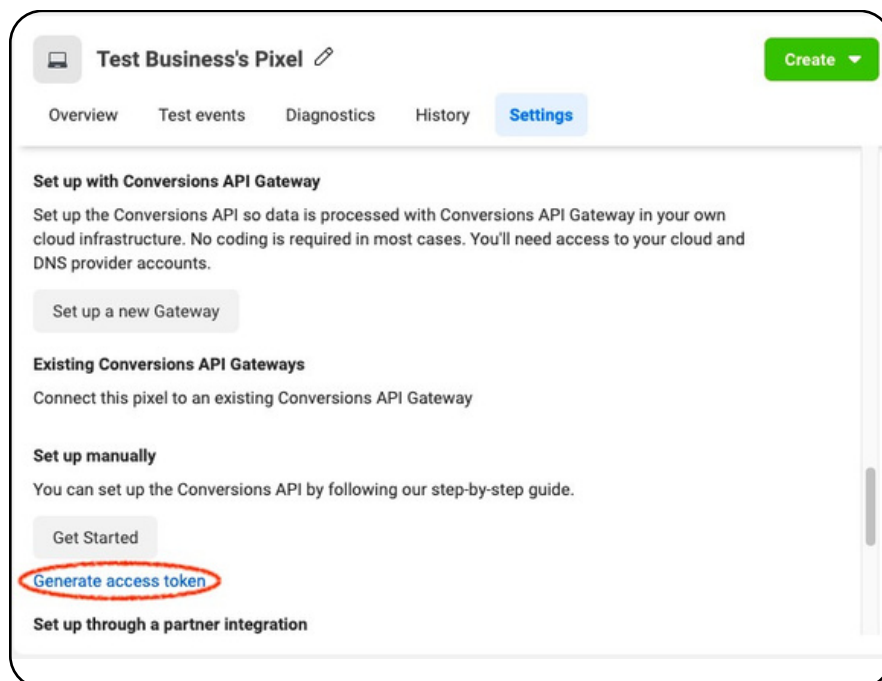 Test Business's Pixel
Create
Overview Test events Diagnostics History Settings
Set up with Conversions API Gateway
Set up the Conversions API so data is processed with Conversions API Gateway in your own
cloud infrastructure. No coding is required in most cases. You'll need access to your cloud and
DNS provider accounts.
Set up a new Gateway
Existing Conversions API Gateways
Connect this pixel to an existing Conversions API Gateway
Set up manually
You can set up the Conversions API by following our step-by-step guide.
Get Started
Generate access token
Set up through a partner integration